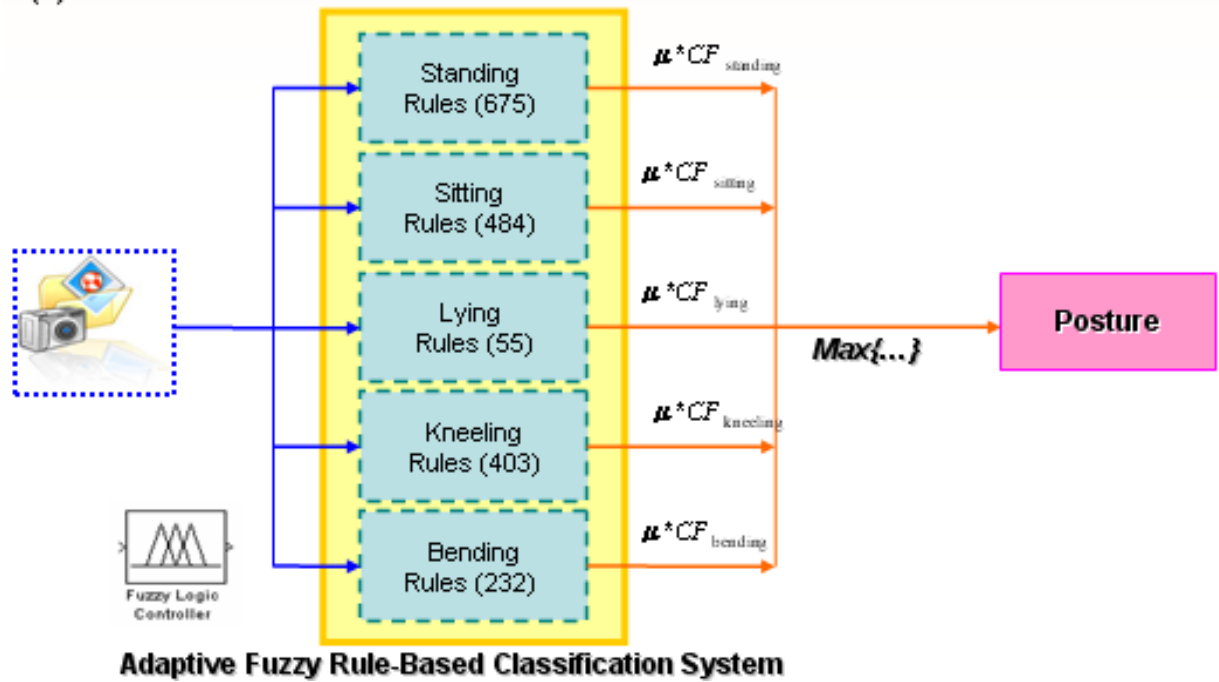 Standing
Rules (675)
μ*CF standing
Sitting
Rules (484)
μ*CF sitting
Lying
Rules (55)
μ*CF lying
Max{...}
Posture
Kneeling
Rules (403)
μ*CF kneeling
Bending
Rules (232)
μ*CF bending
Fuzzy Logic
Controller
Adaptive Fuzzy Rule-Based Classification System